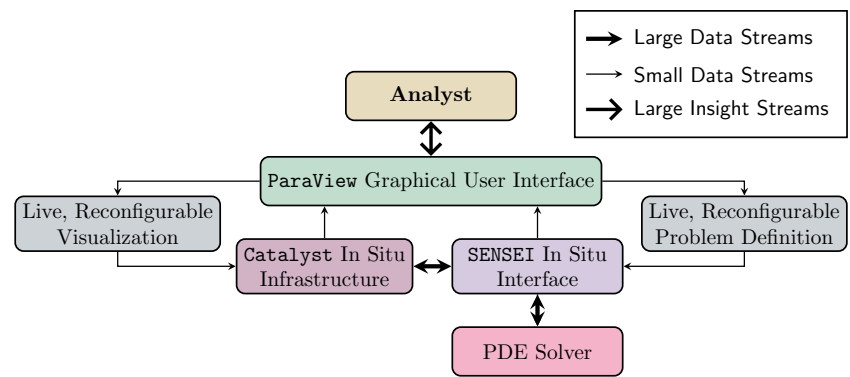 Large Data Streams
Small Data Streams
Large Insight Streams
Analyst
ParaView Graphical User Interface
Live, Reconfigurable
Visualization
Live, Reconfigurable
Problem Definition
Catalyst In Situ
Infrastructure
SENSEI In Situ
Interface
PDE Solver